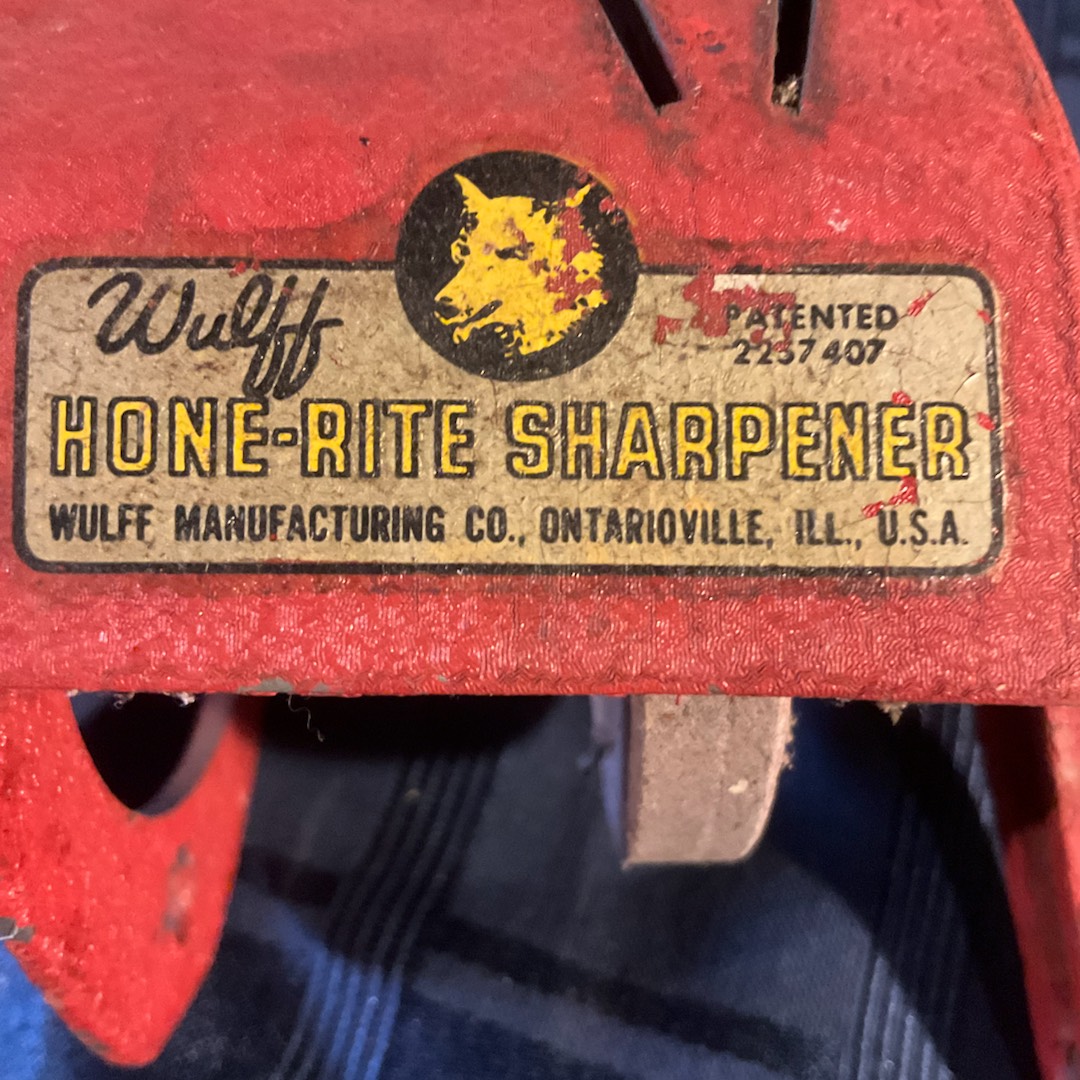 Wulff
PATENTED
2257407
HONE-RITE SHARPENER
WULFF MANUFACTURING CO., ONTARIOVILLE, ILL., U.S.A.